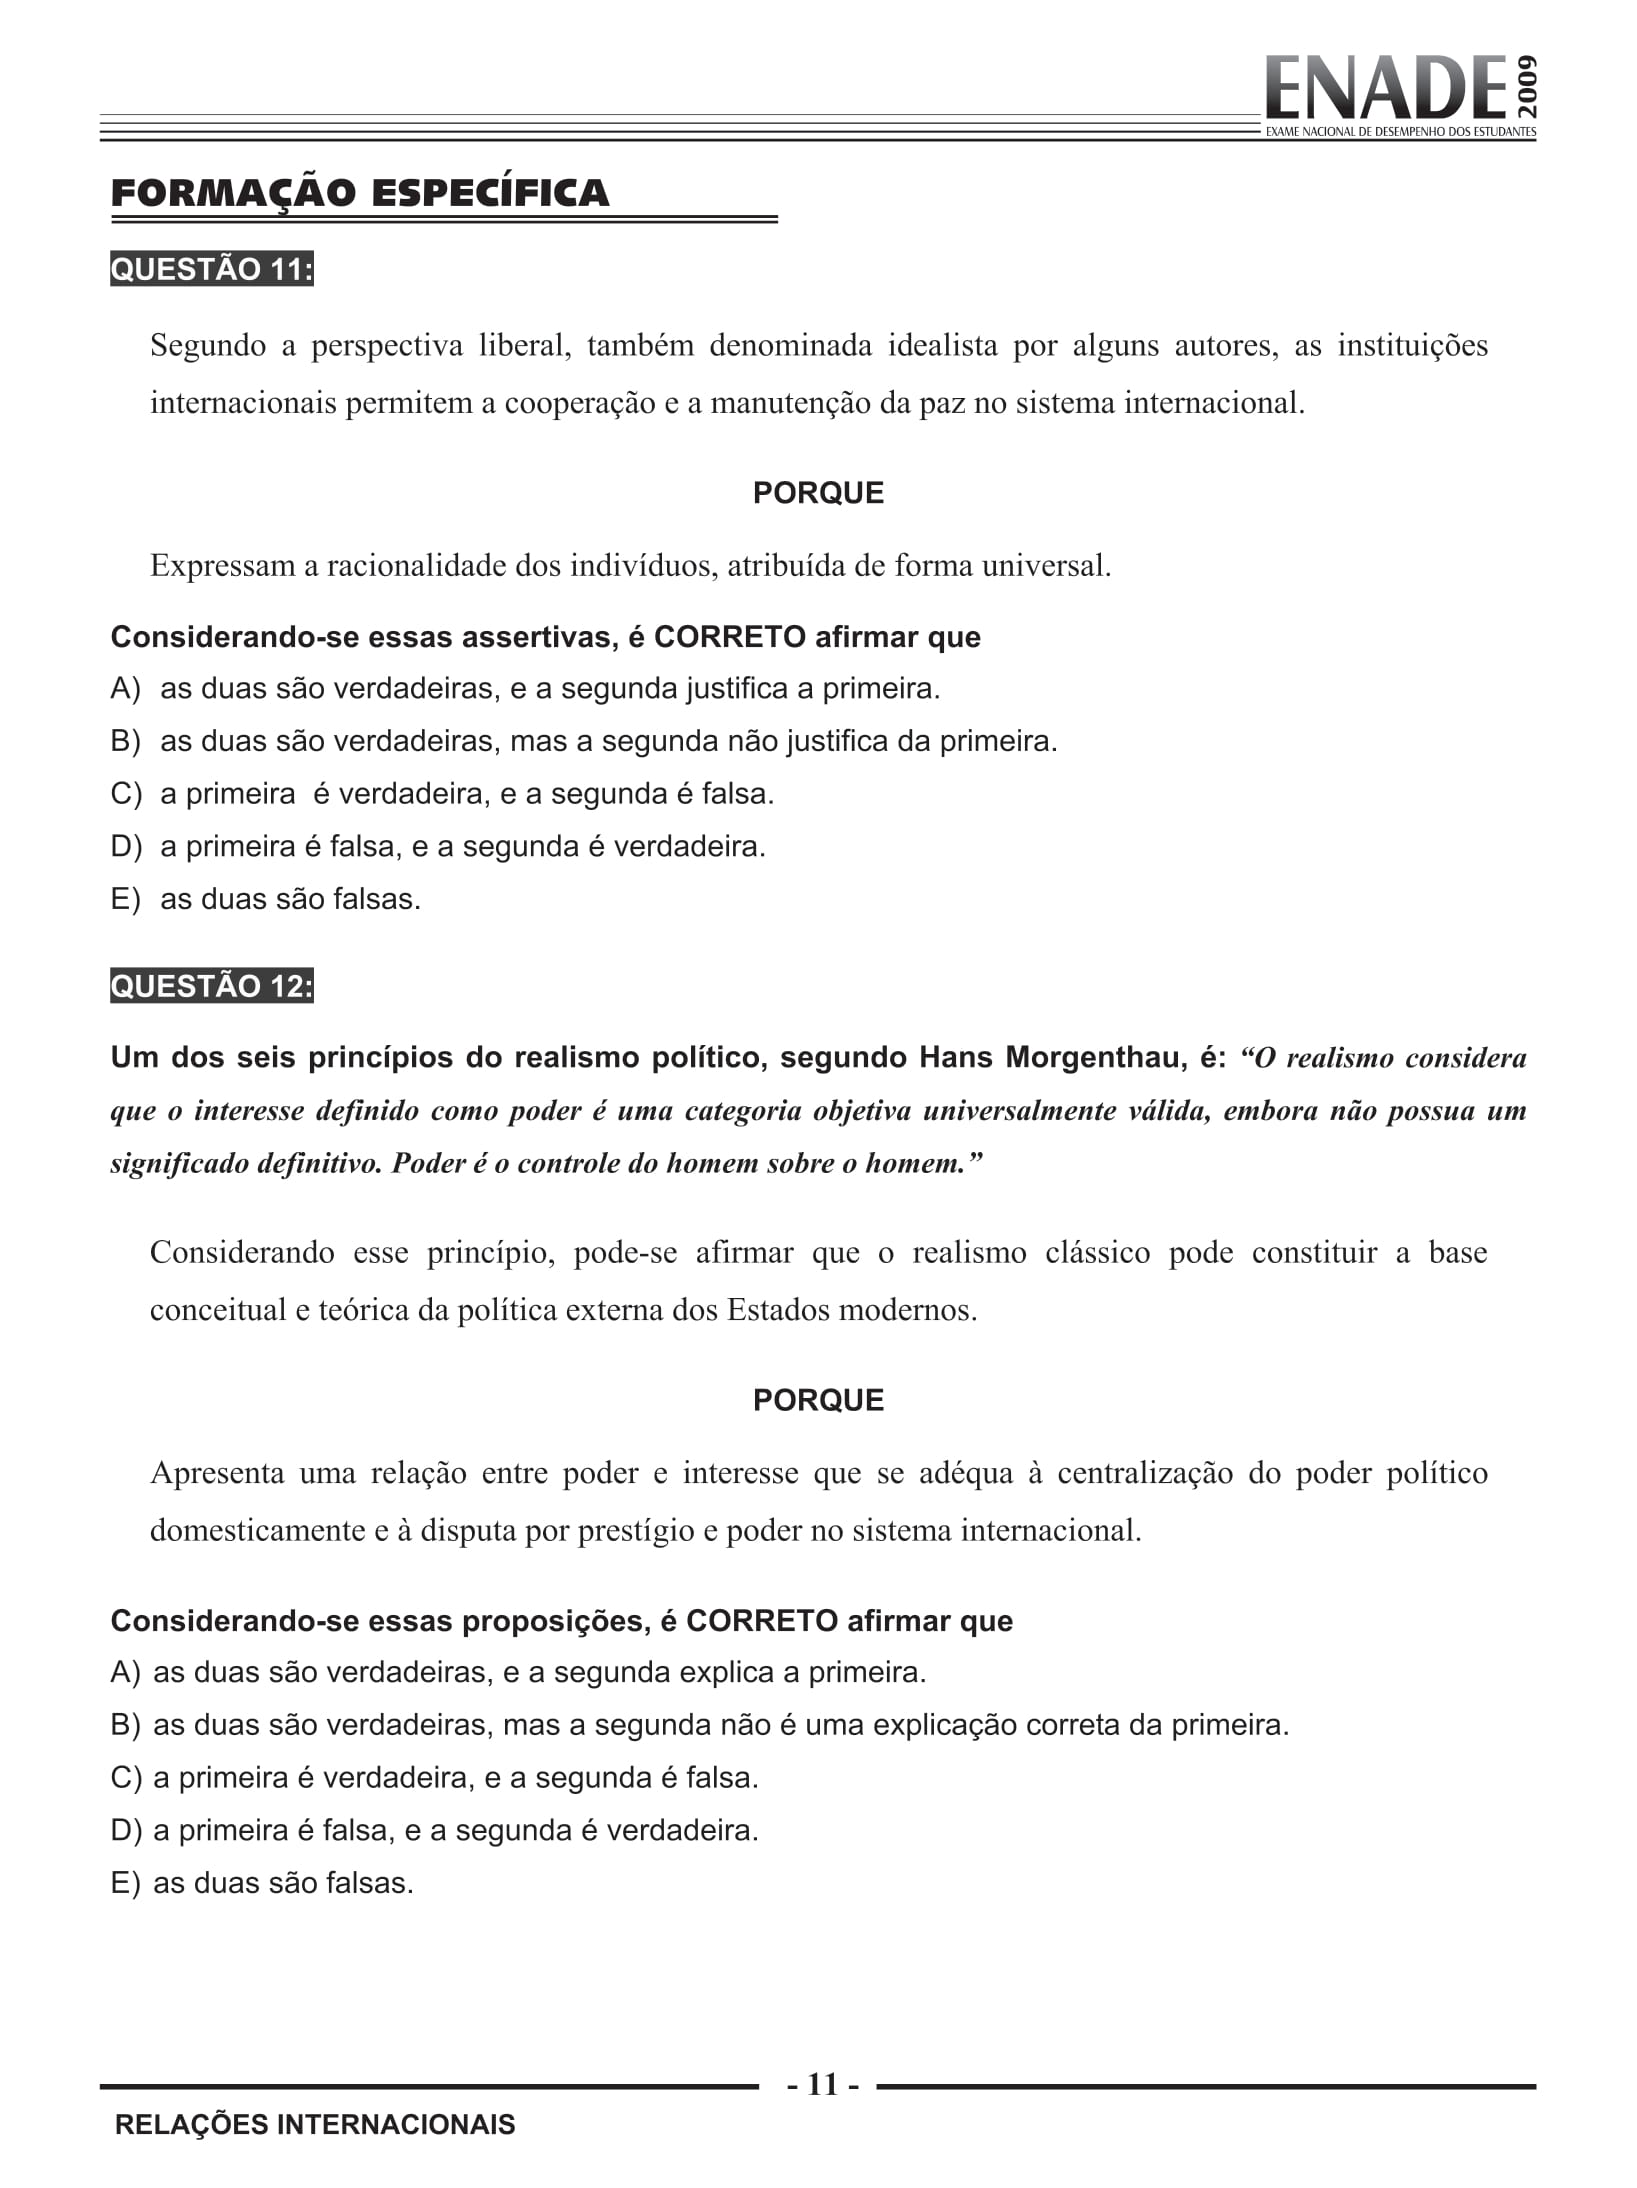 ENADE 2009
EXAME NACIONAL DE DESEMPENHO DOS ESTUDANTES
FORMAÇÃO ESPECÍFICA
QUESTÃO 11:
Segundo a perspectiva liberal, também denominada idealista por alguns autores, as instituições
internacionais permitem a cooperação e a manutenção da paz no sistema internacional.
PORQUE
Expressam a racionalidade dos indivíduos, atribuída de forma universal.
Considerando-se essas assertivas, é CORRETO afirmar que
A) as duas são verdadeiras, e a segunda justifica a primeira.
B) as duas são verdadeiras, mas a segunda não justifica da primeira.
C) a primeira é verdadeira, e a segunda é falsa.
D) a primeira é falsa, e a segunda é verdadeira.
E) as duas são falsas.
QUESTÃO 12:
Um dos seis princípios do realismo político, segundo Hans Morgenthau, é: “O realismo considera
que o interesse definido como poder é uma categoria objetiva universalmente válida, embora não possua um
significado definitivo. Poder é o controle do homem sobre o homem.”
Considerando esse princípio, pode-se afirmar que o realismo clássico pode constituir a base
conceitual e teórica da política externa dos Estados modernos.
PORQUE
Apresenta uma relação entre poder e interesse que se adéqua à centralização do poder político
domesticamente e à disputa por prestígio e poder no sistema internacional.
Considerando-se essas proposições, é CORRETO afirmar que
A) as duas são verdadeiras, e a segunda explica a primeira.
B) as duas são verdadeiras, mas a segunda não é uma explicação correta da primeira.
C) a primeira é verdadeira, e a segunda é falsa.
D) a primeira é falsa, e a segunda é verdadeira.
E) as duas são falsas.
- 11 -
RELAÇÕES INTERNACIONAIS